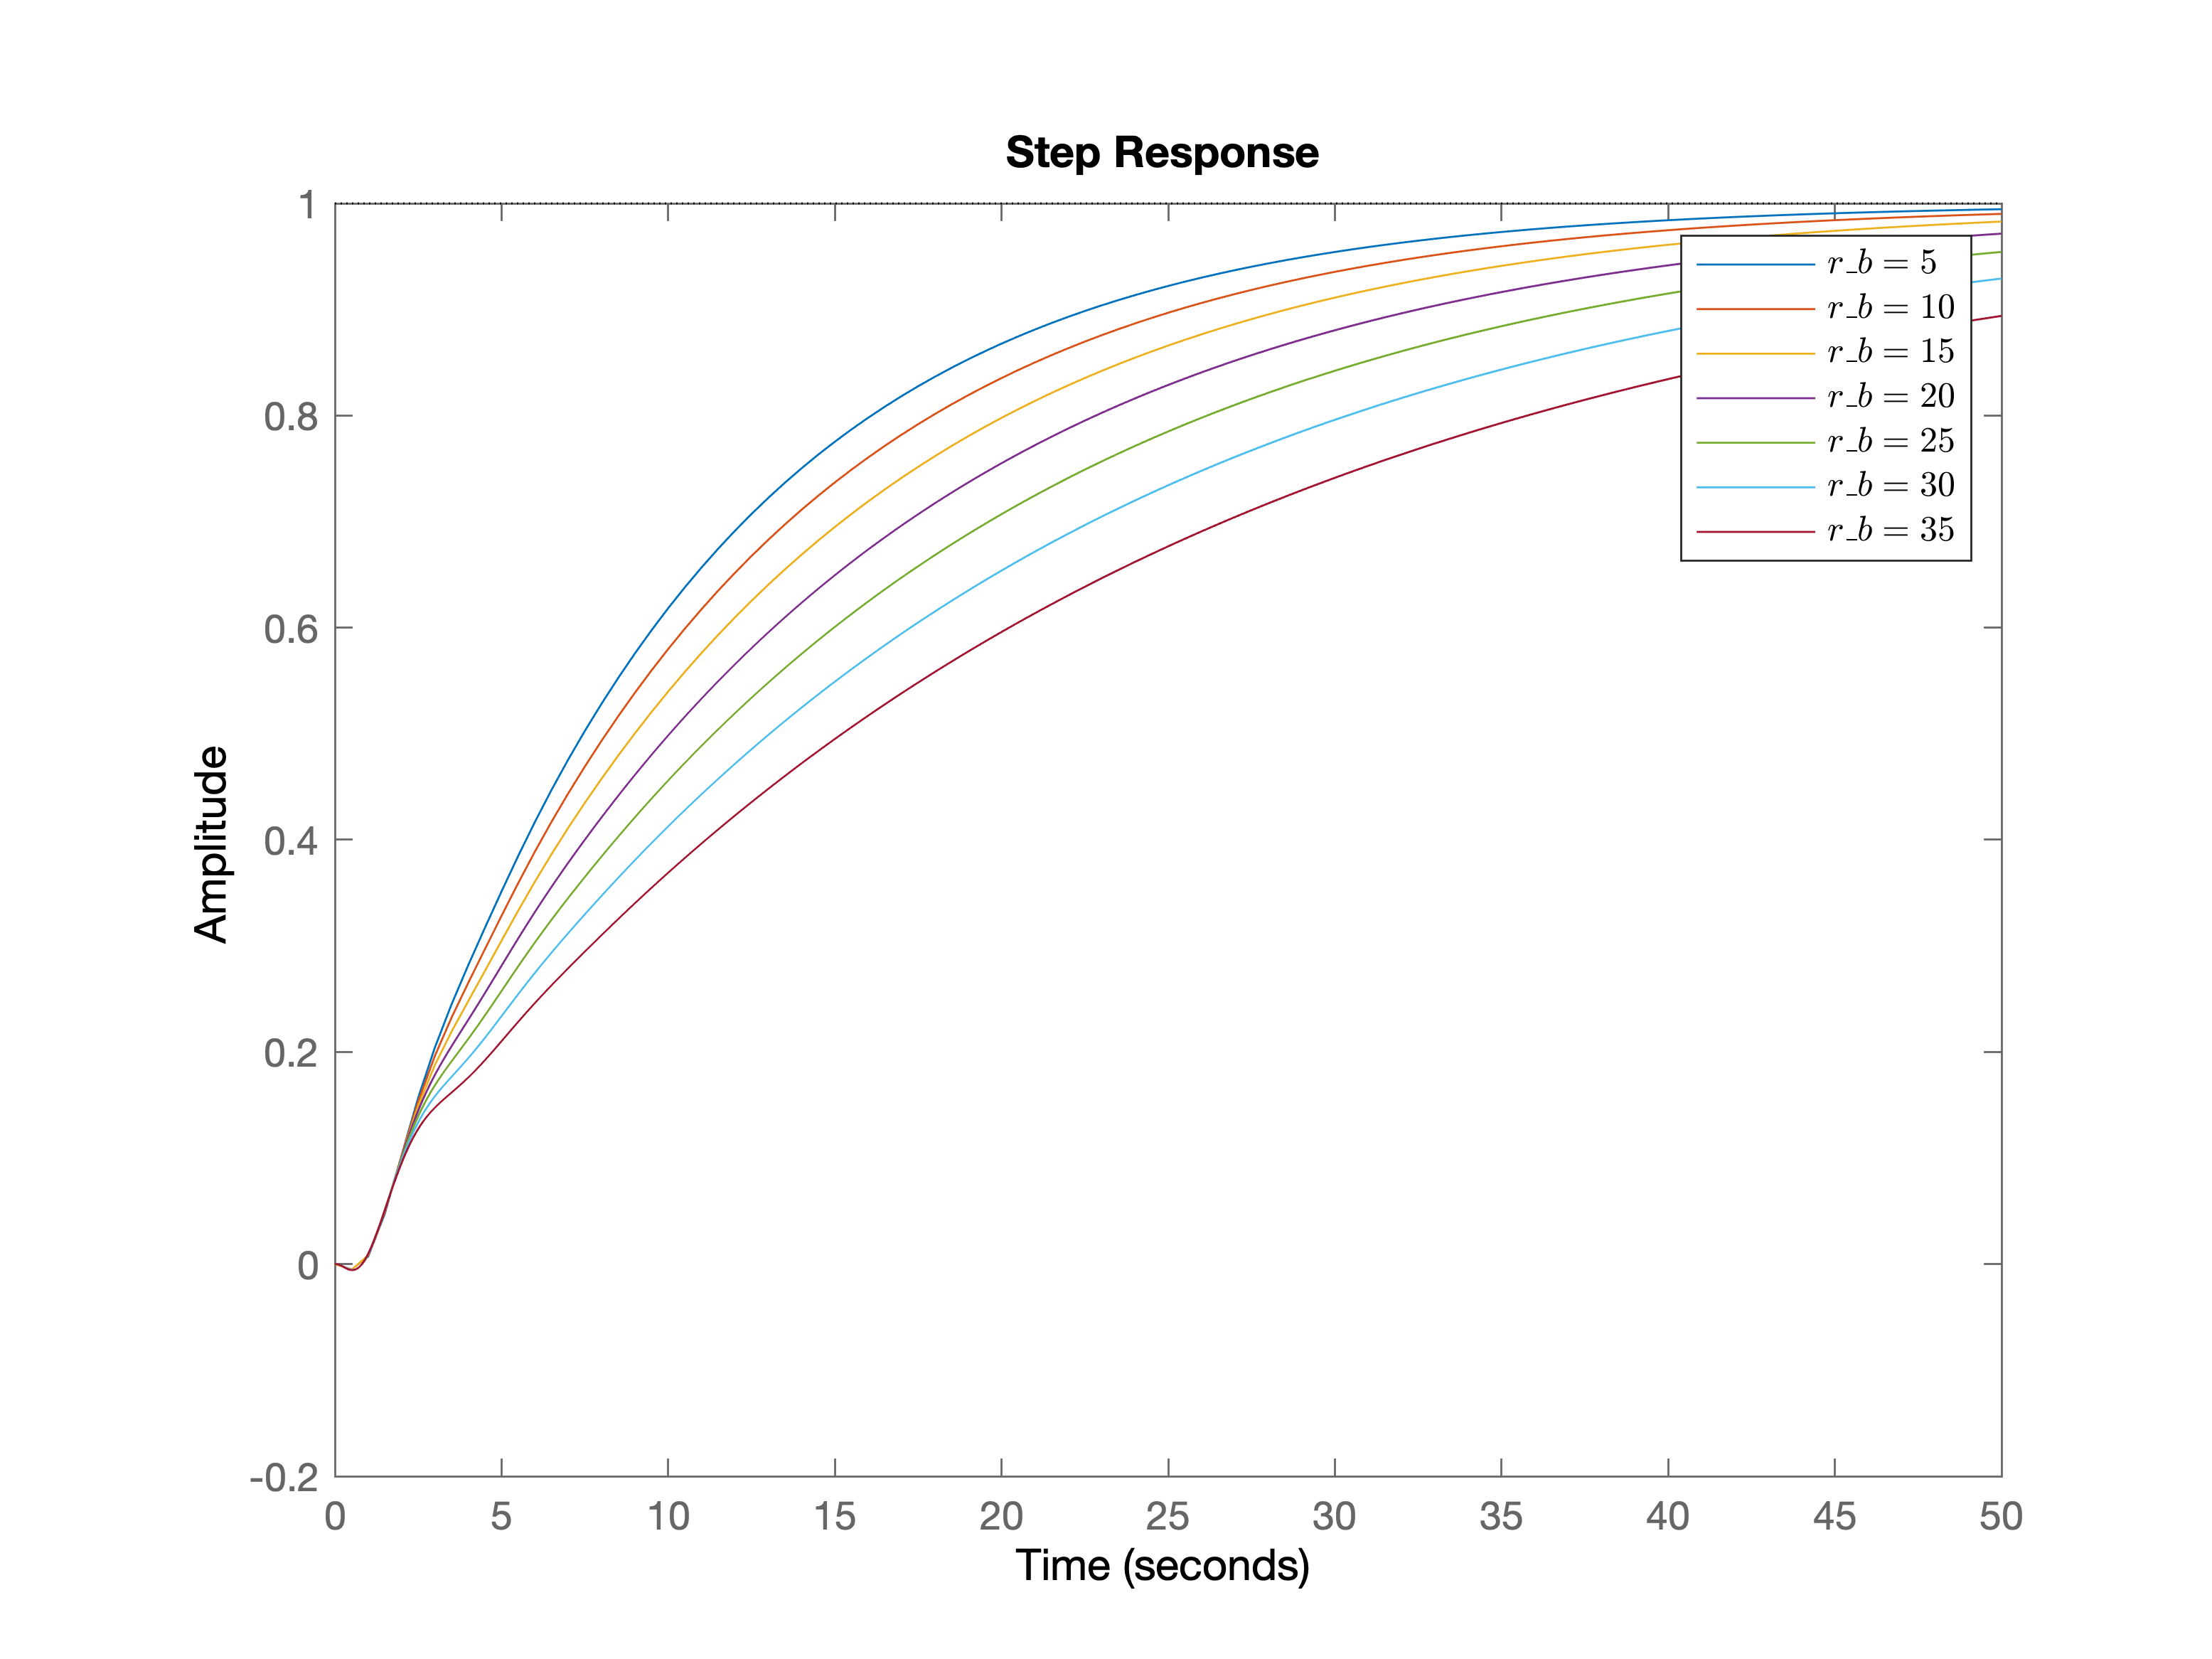 Step Response
1
0.8
0.6
0.4
0.2
0
-0.2
Amplitude
r_b = 5
r_b = 10
r_b = 15
r_b = 20
r_b = 25
r_b = 30
r_b = 35
0 5 10 15 20 25 30 35 40 45 50
Time (seconds)